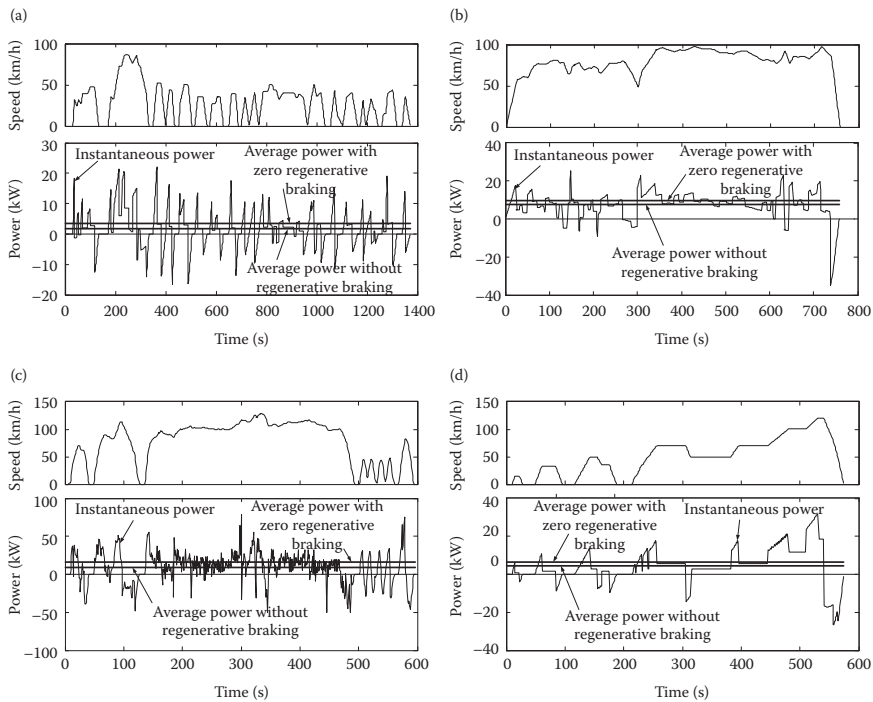 (a)
100
50
0
Speed (km/h)
30
20
10
0
−10
−20
Power (kW)
Instantaneous power
Average power with
zero regenerative
braking
Average power without
regenerative braking
0 200 400 600 800 1000 1200 1400
Time (s)
(b)
100
50
0
Speed (km/h)
40
20
0
−20
−40
Power (kW)
Instantaneous power
Average power with
zero regenerative
braking
Average power without
regenerative braking
0 100 200 300 400 500 600 700 800
Time (s)
(c)
150
100
50
0
Speed (km/h)
100
50
0
−50
−100
Power (kW)
Instantaneous power
Average power with
zero regenerative
braking
Average power without
regenerative braking
0 100 200 300 400 500 600
Time (s)
(d)
150
100
50
0
Speed (km/h)
40
20
0
−20
−40
Power (kW)
Average power with
zero regenerative
braking
Instantaneous power
Average power without
regenerative braking
0 100 200 300 400 500 600
Time (s)